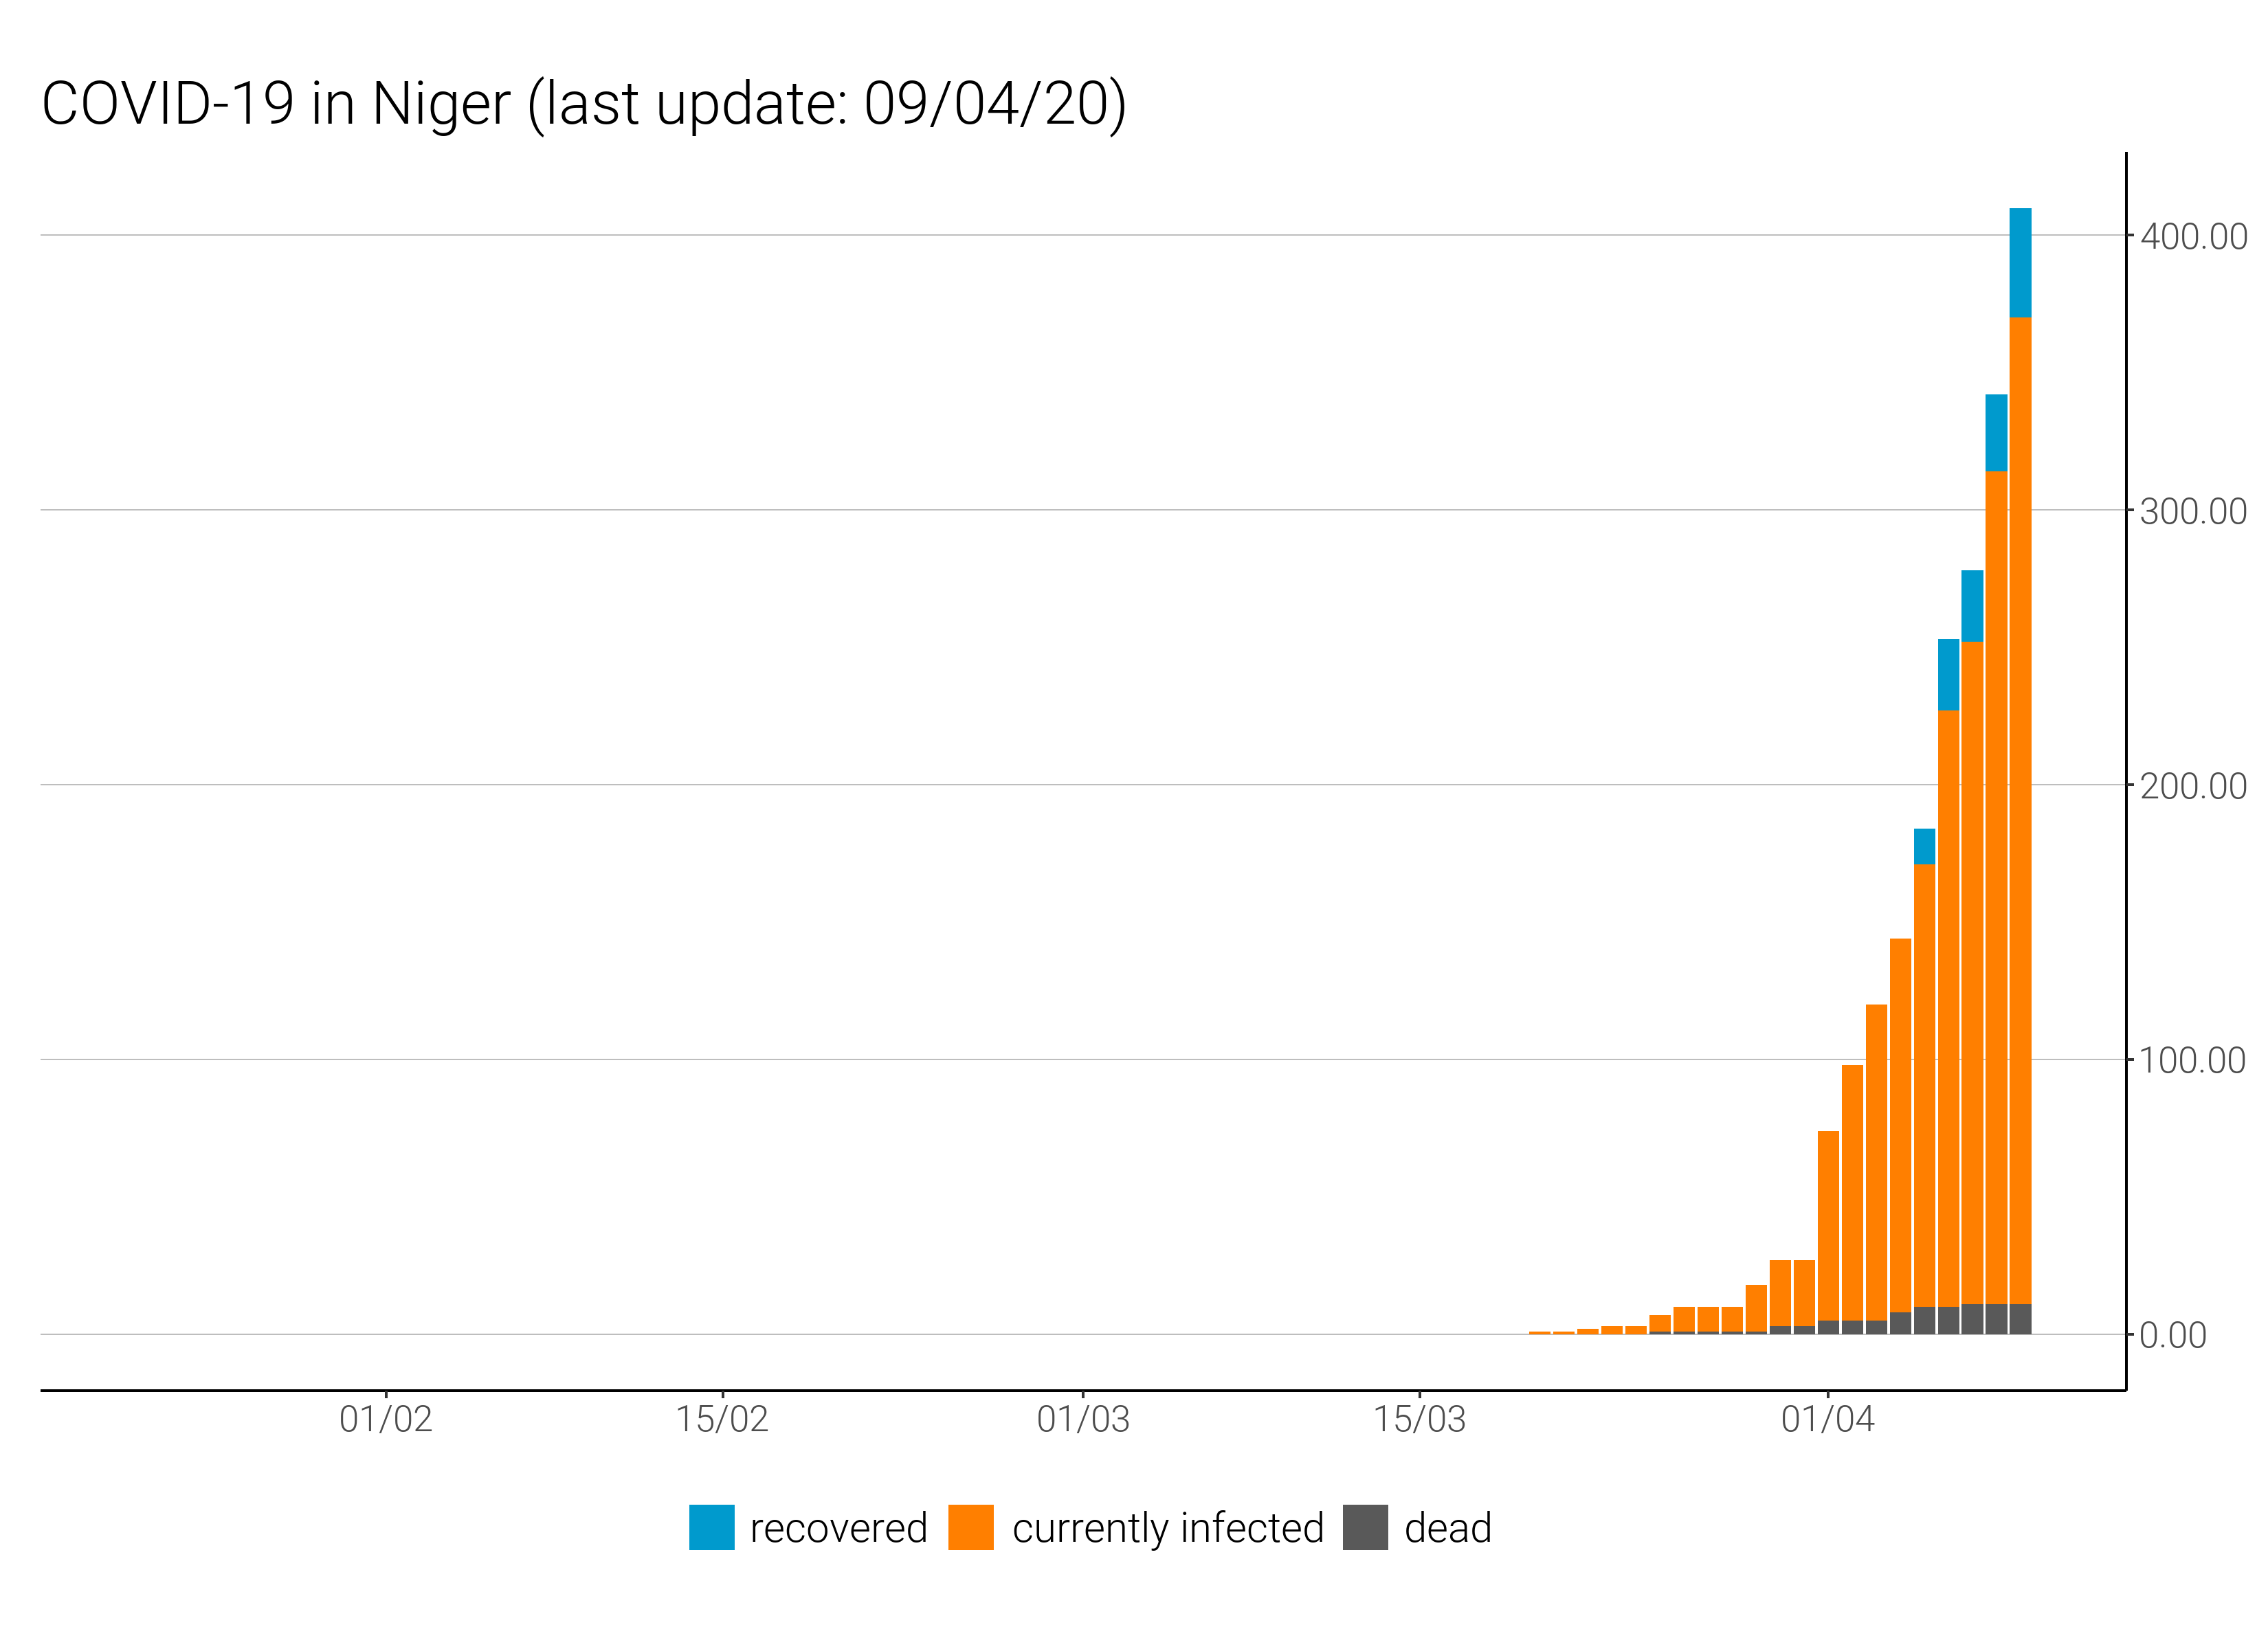 COVID-19 in Niger (last update: 09/04/20)
400.00
300.00
200.00
100.00
0.00
01/02 15/02 01/03 15/03 01/04
recovered currently infected dead